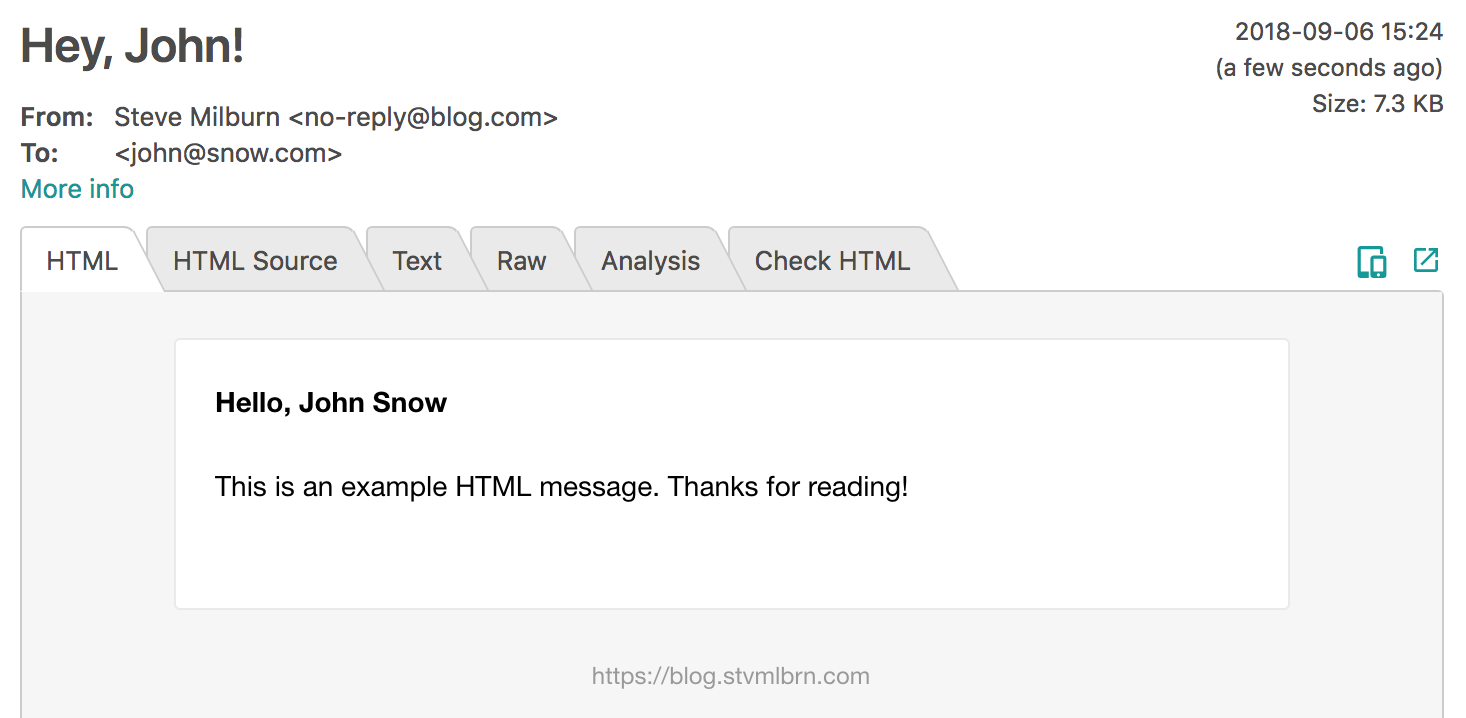 Hey, John!
2018-09-06 15:24
(a few seconds ago)
Size: 7.3 KB
From: Steve Milburn <no-reply@blog.com>
To: <john@snow.com>
More info
HTML HTML Source Text Raw Analysis Check HTML
Hello, John Snow
This is an example HTML message. Thanks for reading!
https://blog.stvmlbrn.com